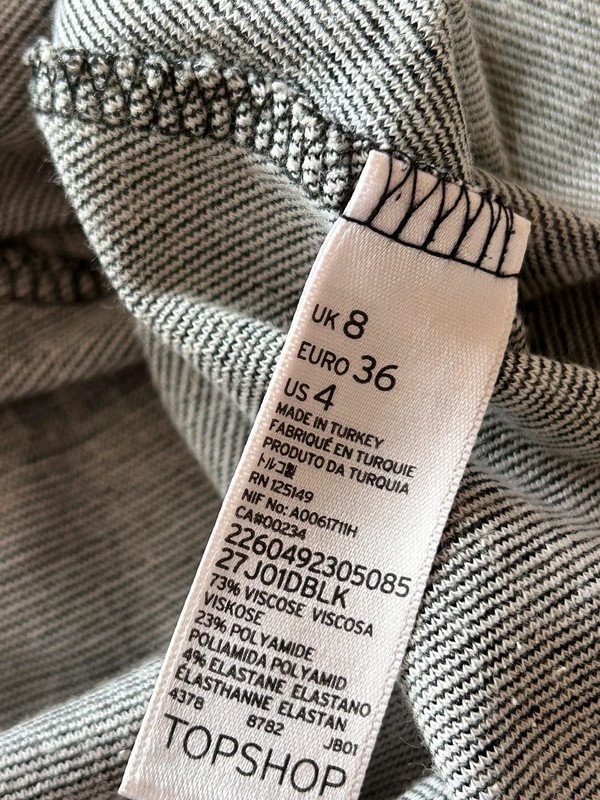 UK 8
EURO 36
US 4
MADE IN TURKEY
FABRIQUÉ EN TURQUIE
PRODUTO DA TURQUIA
トルコ製
RN 125149
NIF No: A0061711H
CA#00234
2260492305085
27J01DBLK
73% VISCOSE VISCOSA
VISKOSE
23% POLYAMIDE
POLIAMIDA POLYAMID
4% ELASTANE ELASTANO
ELASTHANNE ELASTAN
4378 8782 JB01
TOPSHOP